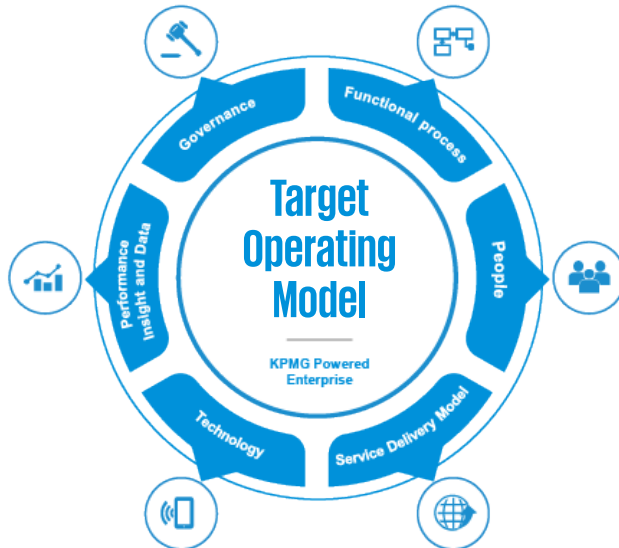 Target
Operating
Model
KPMG Powered
Enterprise
Functional process
People
Service Delivery Model
Technology
Performance
Insight and Data
Governance